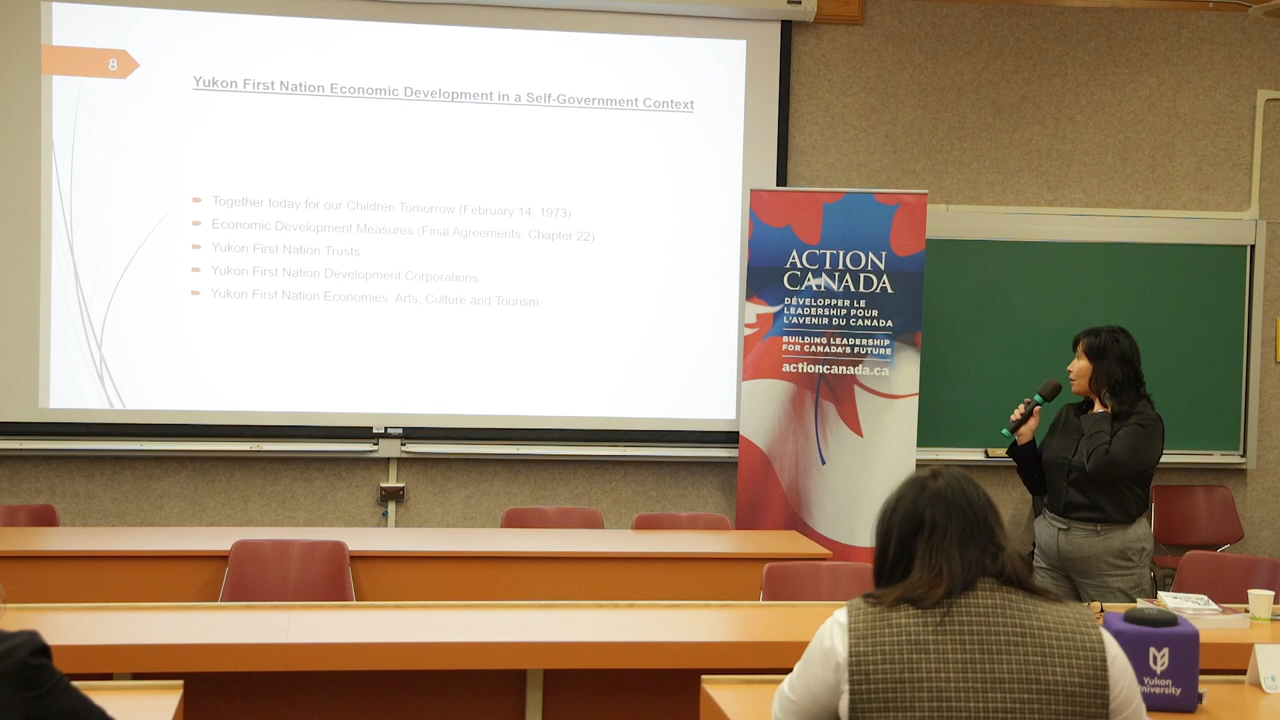 8
Yukon First Nation Economic Development in a Self-Government Context
Together today for our Children Tomorrow (February 14, 1973)
Economic Development Measures (Final Agreements: Chapter 22)
Yukon First Nation Trusts
Yukon First Nation Development Corporations
Yukon First Nation Economies: Arts, Culture and Tourism
ACTION
CANADA
DÉVELOPPER LE
LEADERSHIP POUR
L'AVENIR DU CANADA
BUILDING LEADERSHIP
FOR CANADA'S FUTURE
actioncanada.ca
Yukon
University